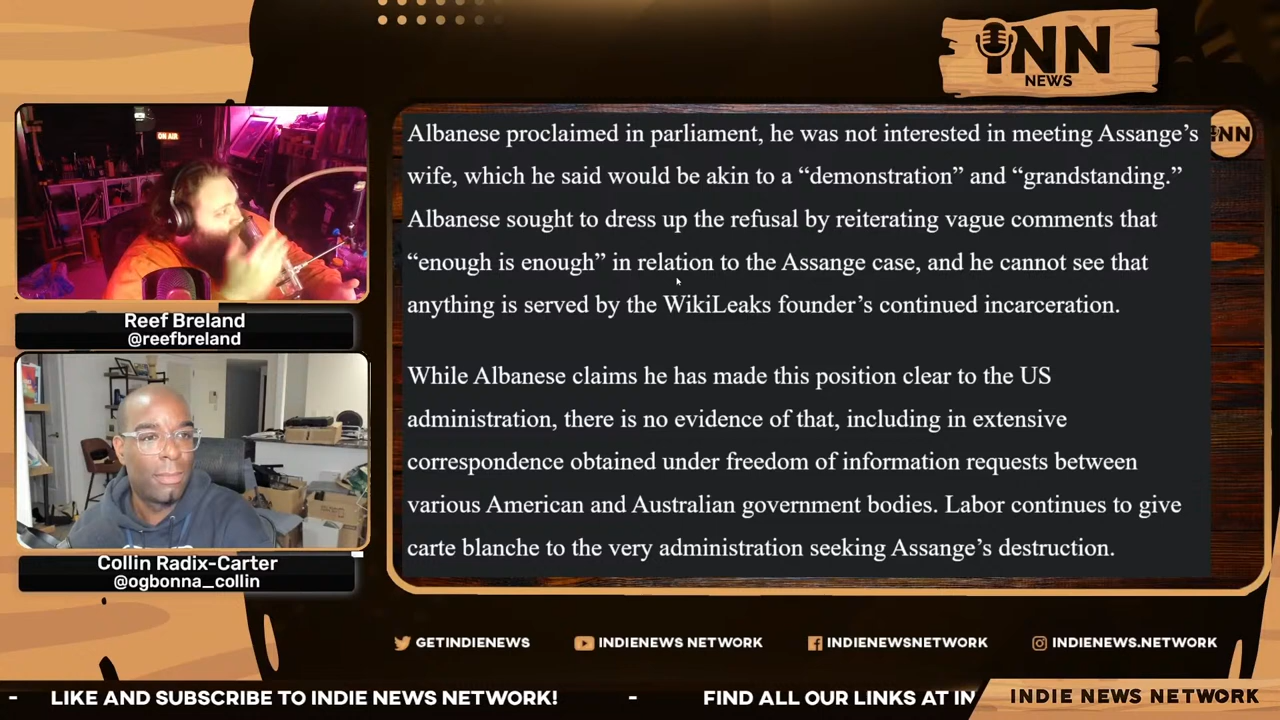 INN
NEWS
ON AIR
Albanese proclaimed in parliament, he was not interested in meeting Assange’s
wife, which he said would be akin to a “demonstration” and “grandstanding.”
Albanese sought to dress up the refusal by reiterating vague comments that
“enough is enough” in relation to the Assange case, and he cannot see that
anything is served by the WikiLeaks founder’s continued incarceration.
While Albanese claims he has made this position clear to the US
administration, there is no evidence of that, including in extensive
correspondence obtained under freedom of information requests between
various American and Australian government bodies. Labor continues to give
carte blanche to the very administration seeking Assange’s destruction.
INN
Reef Breland
@reefbreland
Collin Radix-Carter
@ogbonna_collin
GETINDIENEWS
INDIENEWS NETWORK
INDIENEWSNETWORK
INDIENEWS.NETWORK
- LIKE AND SUBSCRIBE TO INDIE NEWS NETWORK! - FIND ALL OUR LINKS AT IN
INDIE NEWS NETWORK